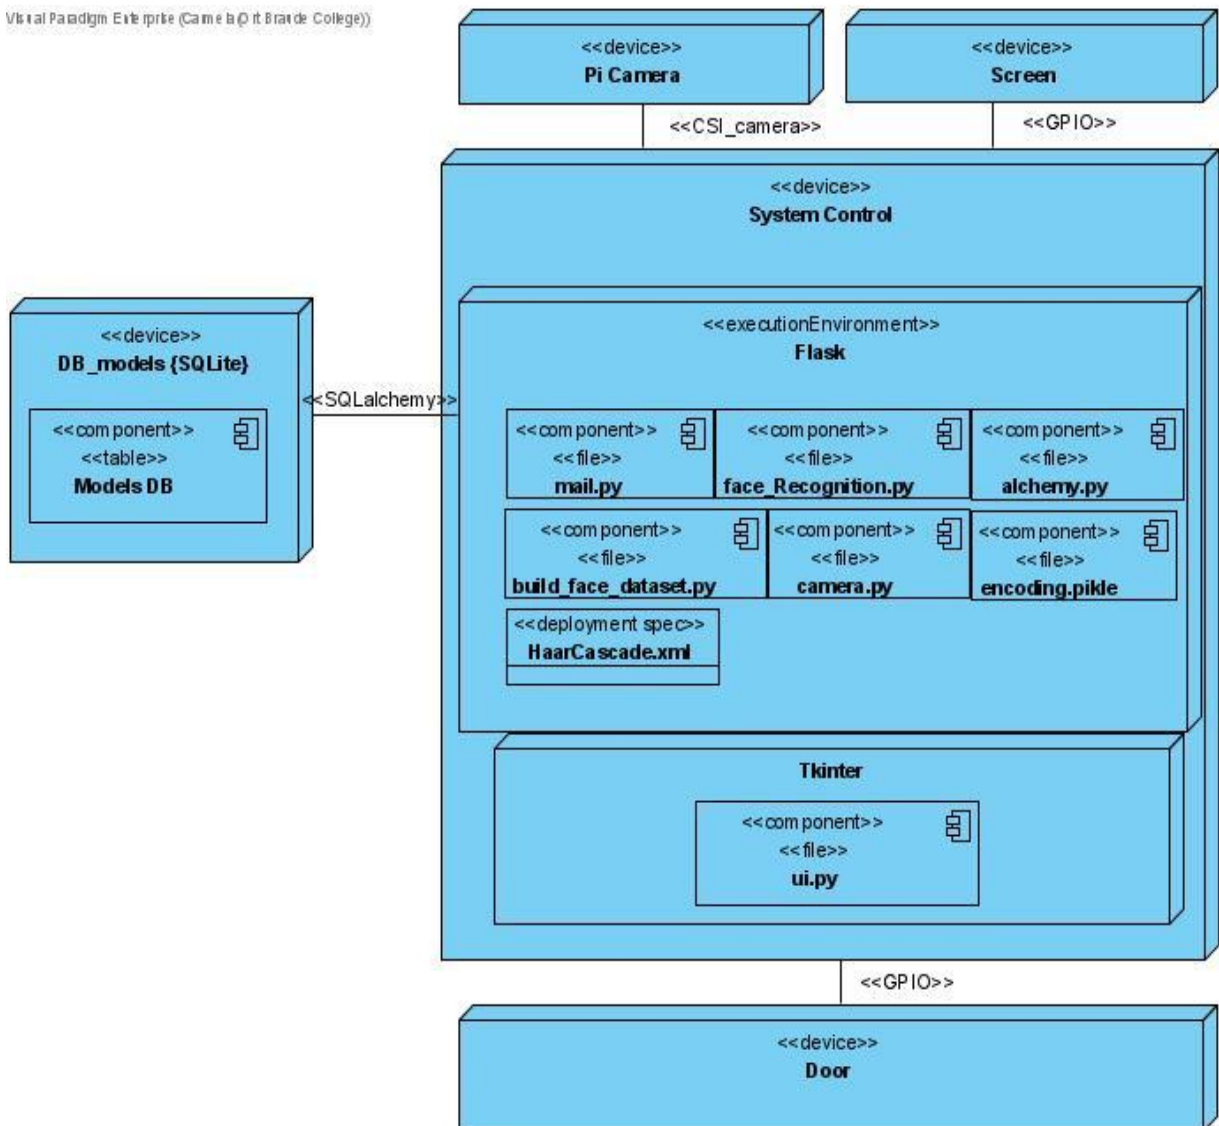 Visual Paradigm Enterprise (Carmela(Ort Braude College))
<<device>>
Pi Camera
<<device>>
Screen
<<CSI_camera>>
<<GPIO>>
<<device>>
System Control
<<device>>
DB_models {SQLite}
<<component>>
<<table>>
Models DB
<<SQLalchemy>>
<<executionEnvironment>>
Flask
<<component>>
<<file>>
mail.py
<<component>>
<<file>>
face_Recognition.py
<<component>>
<<file>>
alchemy.py
<<component>>
<<file>>
build_face_dataset.py
<<component>>
<<file>>
camera.py
<<component>>
<<file>>
encoding.pikle
<<deployment spec>>
HaarCascade.xml
Tkinter
<<component>>
<<file>>
ui.py
<<GPIO>>
<<device>>
Door